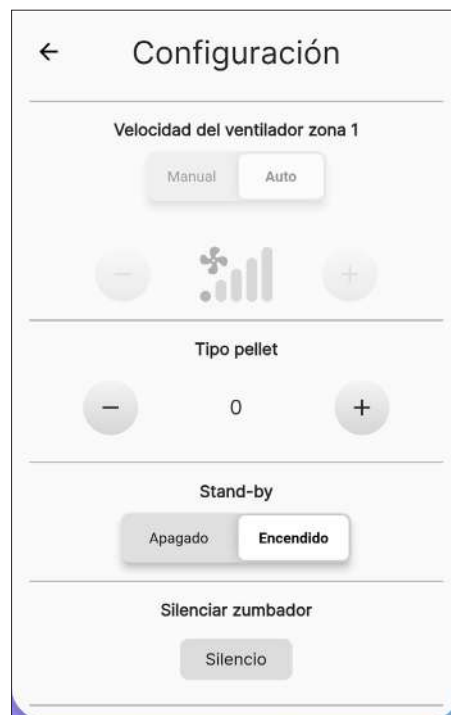 Configuración
Velocidad del ventilador zona 1
Manual Auto
Tipo pellet
− 0 +
Stand-by
Apagado Encendido
Silenciar zumbador
Silencio